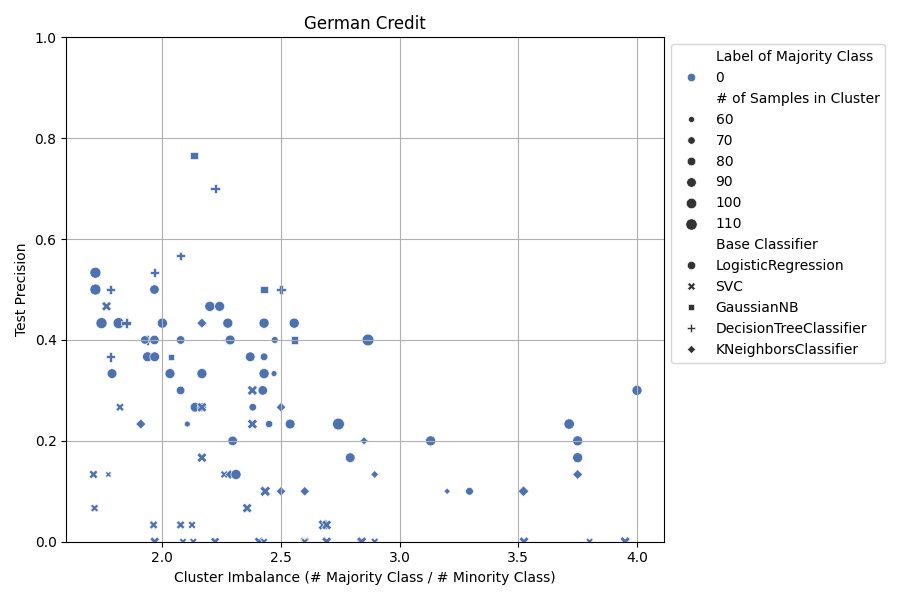 German Credit
Test Precision
1.0
0.8
0.6
0.4
0.2
0.0
2.0
2.5
3.0
3.5
4.0
Cluster Imbalance (# Majority Class / # Minority Class)
Label of Majority Class
0
# of Samples in Cluster
60
70
80
90
100
110
Base Classifier
LogisticRegression
SVC
GaussianNB
DecisionTreeClassifier
KNeighborsClassifier